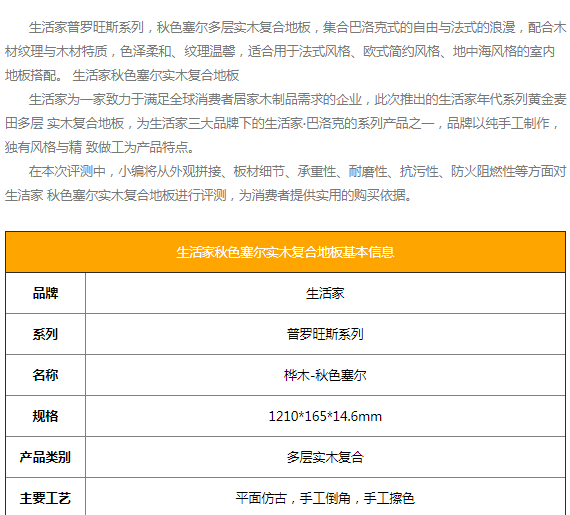 生活家普罗旺斯系列，秋色塞尔多层实木复合地板，集合巴洛克式的自由与法式的浪漫，配合木
材纹理与木材特质，色泽柔和、纹理温馨，适合用于法式风格、欧式简约风格、地中海风格的室内
地板搭配。 生活家秋色塞尔实木复合地板
生活家为一家致力于满足全球消费者居家木制品需求的企业，此次推出的生活家年代系列黄金麦
田多层 实木复合地板，为生活家三大品牌下的生活家·巴洛克的系列产品之一，品牌以纯手工制作，
独有风格与精 致做工为产品特点。
在本次评测中，小编将从外观拼接、板材细节、承重性、耐磨性、抗污性、防火阻燃性等方面对
生洁家 秋色塞尔实木复合地板进行评测，为消费者提供实用的购买依据。
生活家秋色塞尔实木复合地板基本信息
品牌 生活家
系列 普罗旺斯系列
名称 桦木-秋色塞尔
规格 1210*165*14.6mm
产品类别 多层实木复合
主要工艺 平面仿古，手工倒角，手工擦色